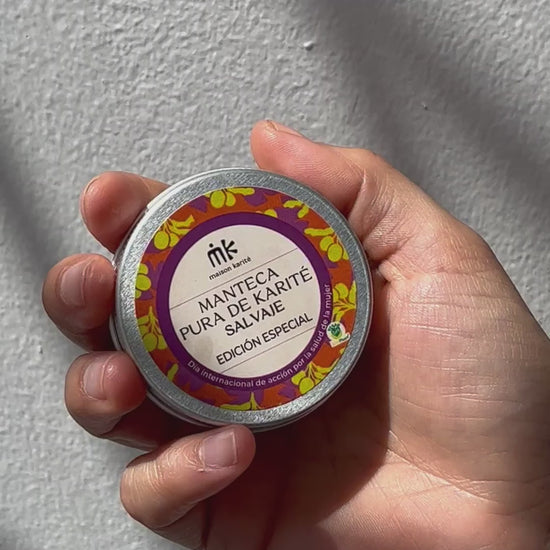 mk
maison karité
MANTECA
PURA DE KARITÉ
SALVAJE
EDICIÓN ESPECIAL
Día internacional de acción por la salud de la mujer